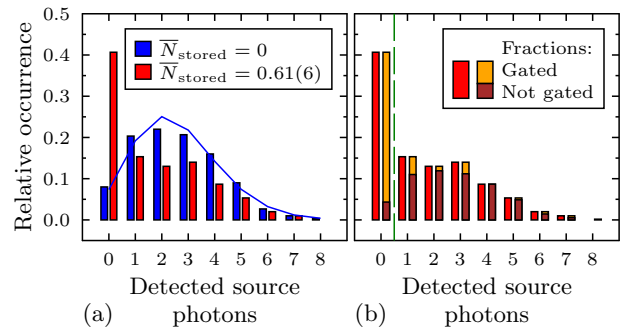 Relative occurrence
0.5
0.4
0.3
0.2
0.1
0.0
N̅stored = 0
N̅stored = 0.61(6)
0 1 2 3 4 5 6 7 8
Detected source
photons
(a)
Fractions:
Gated
Not gated
0 1 2 3 4 5 6 7 8
Detected source
photons
(b)